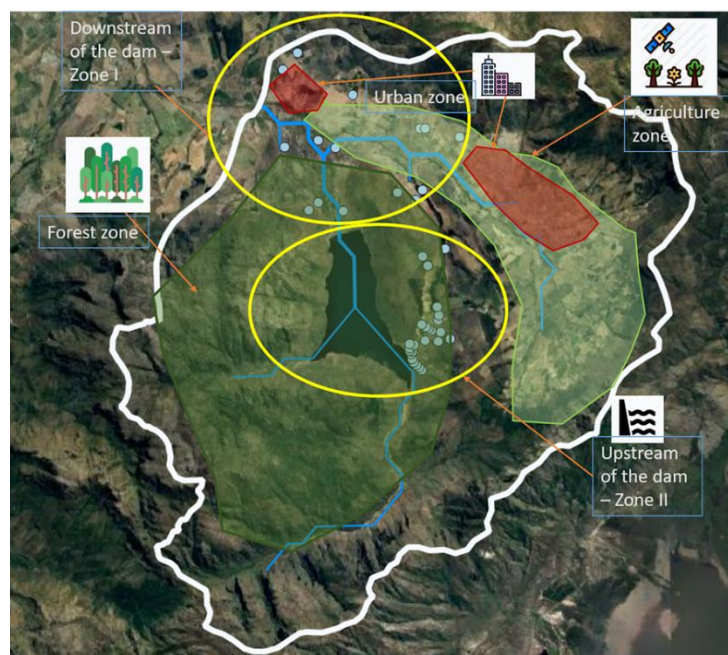 Downstream
of the dam –
Zone I
Urban zone
Agriculture
zone
Forest zone
Upstream
of the dam
– Zone II